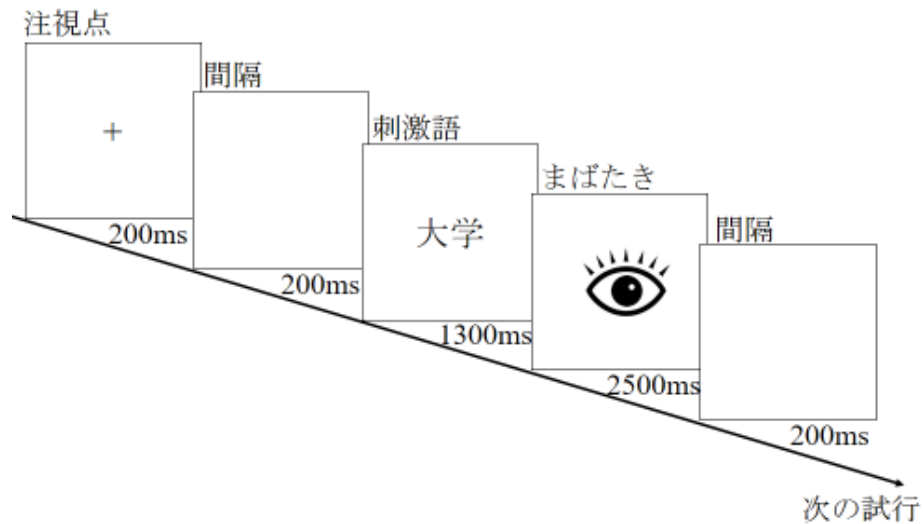 注視点
+
200ms
間隔
200ms
刺激語
大学
1300ms
まばたき
2500ms
間隔
200ms
次の試行